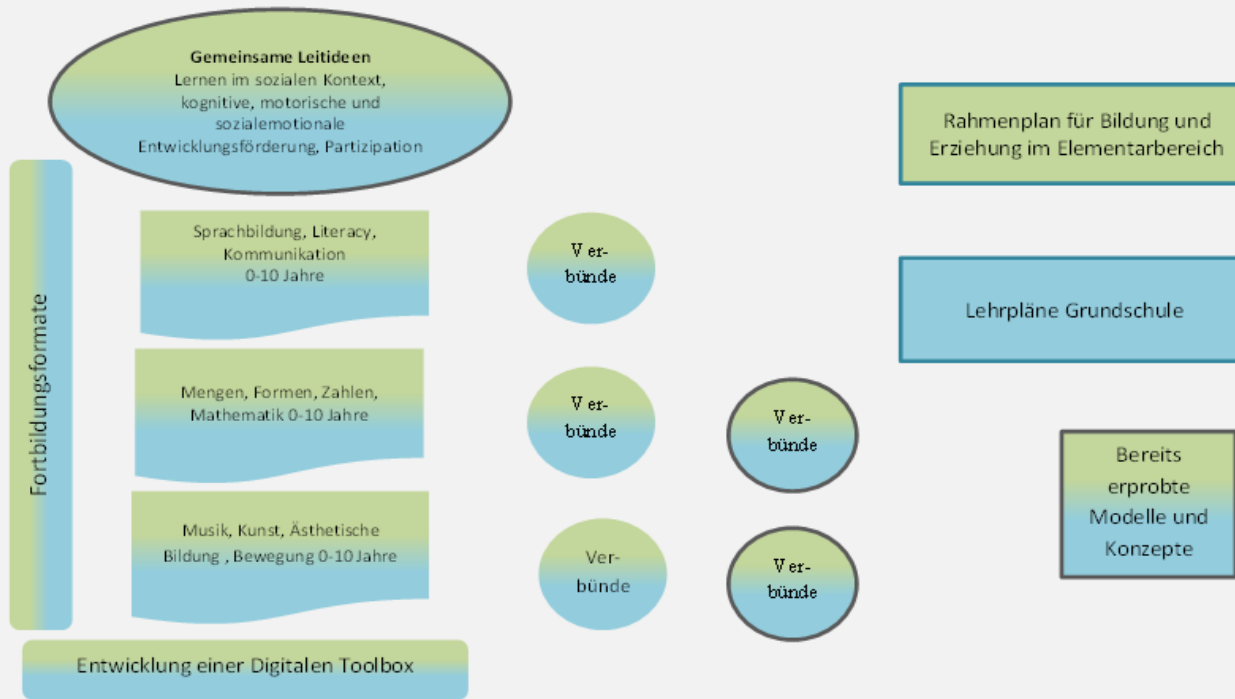 Gemeinsame Leitideen
Lernen im sozialen Kontext,
kognitive, motorische und
sozialemotionale
Entwicklungsförderung, Partizipation
Rahmenplan für Bildung und
Erziehung im Elementarbereich
Fortbildungsformate
Sprachbildung, Literacy,
Kommunikation
0-10 Jahre
Ver-
bünde
Lehrpläne Grundschule
Mengen, Formen, Zahlen,
Mathematik 0-10 Jahre
Ver-
bünde
Ver-
bünde
Bereits
erprobte
Modelle und
Konzepte
Musik, Kunst, Ästhetische
Bildung , Bewegung 0-10 Jahre
Ver-
bünde
Ver-
bünde
Entwicklung einer Digitalen Toolbox